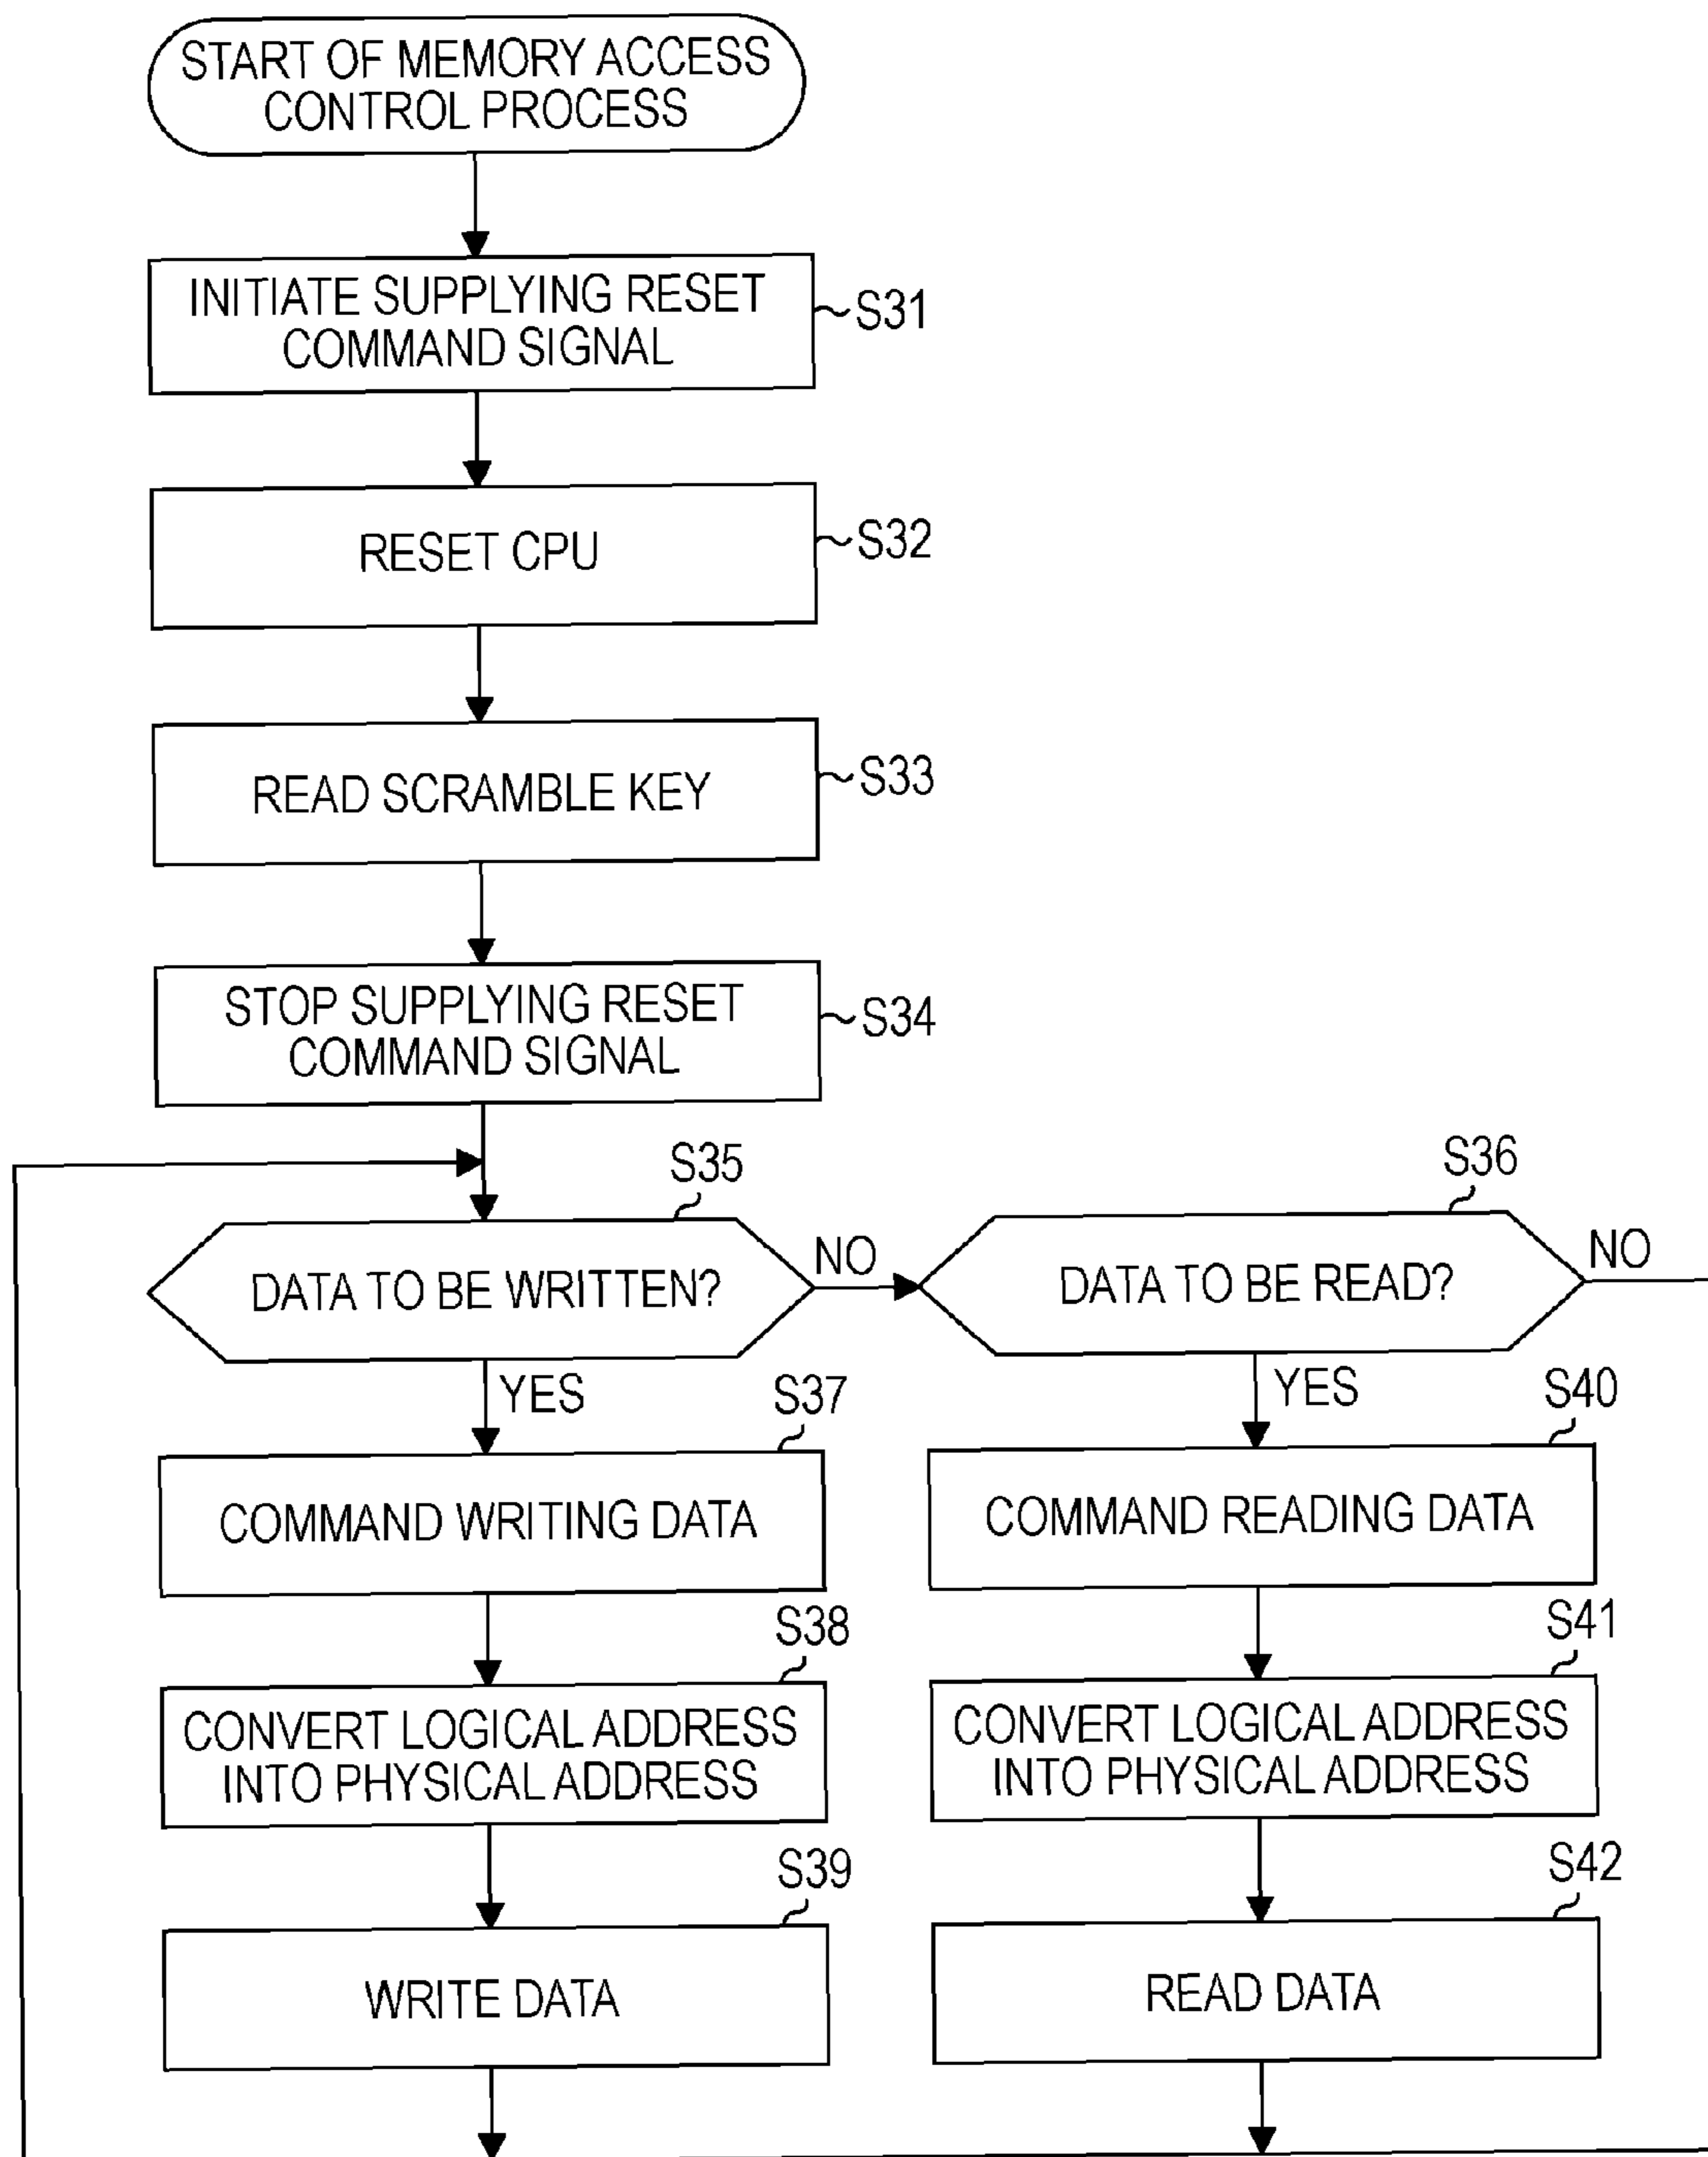 START OF MEMORY ACCESS
CONTROL PROCESS
INITIATE SUPPLYING RESET
COMMAND SIGNAL
S31
RESET CPU
S32
READ SCRAMBLE KEY
S33
STOP SUPPLYING RESET
COMMAND SIGNAL
S34
S35
DATA TO BE WRITTEN?
NO
S36
DATA TO BE READ?
NO
YES
S37
COMMAND WRITING DATA
YES
S40
COMMAND READING DATA
S38
CONVERT LOGICAL ADDRESS
INTO PHYSICAL ADDRESS
S41
CONVERT LOGICAL ADDRESS
INTO PHYSICAL ADDRESS
S39
WRITE DATA
S42
READ DATA